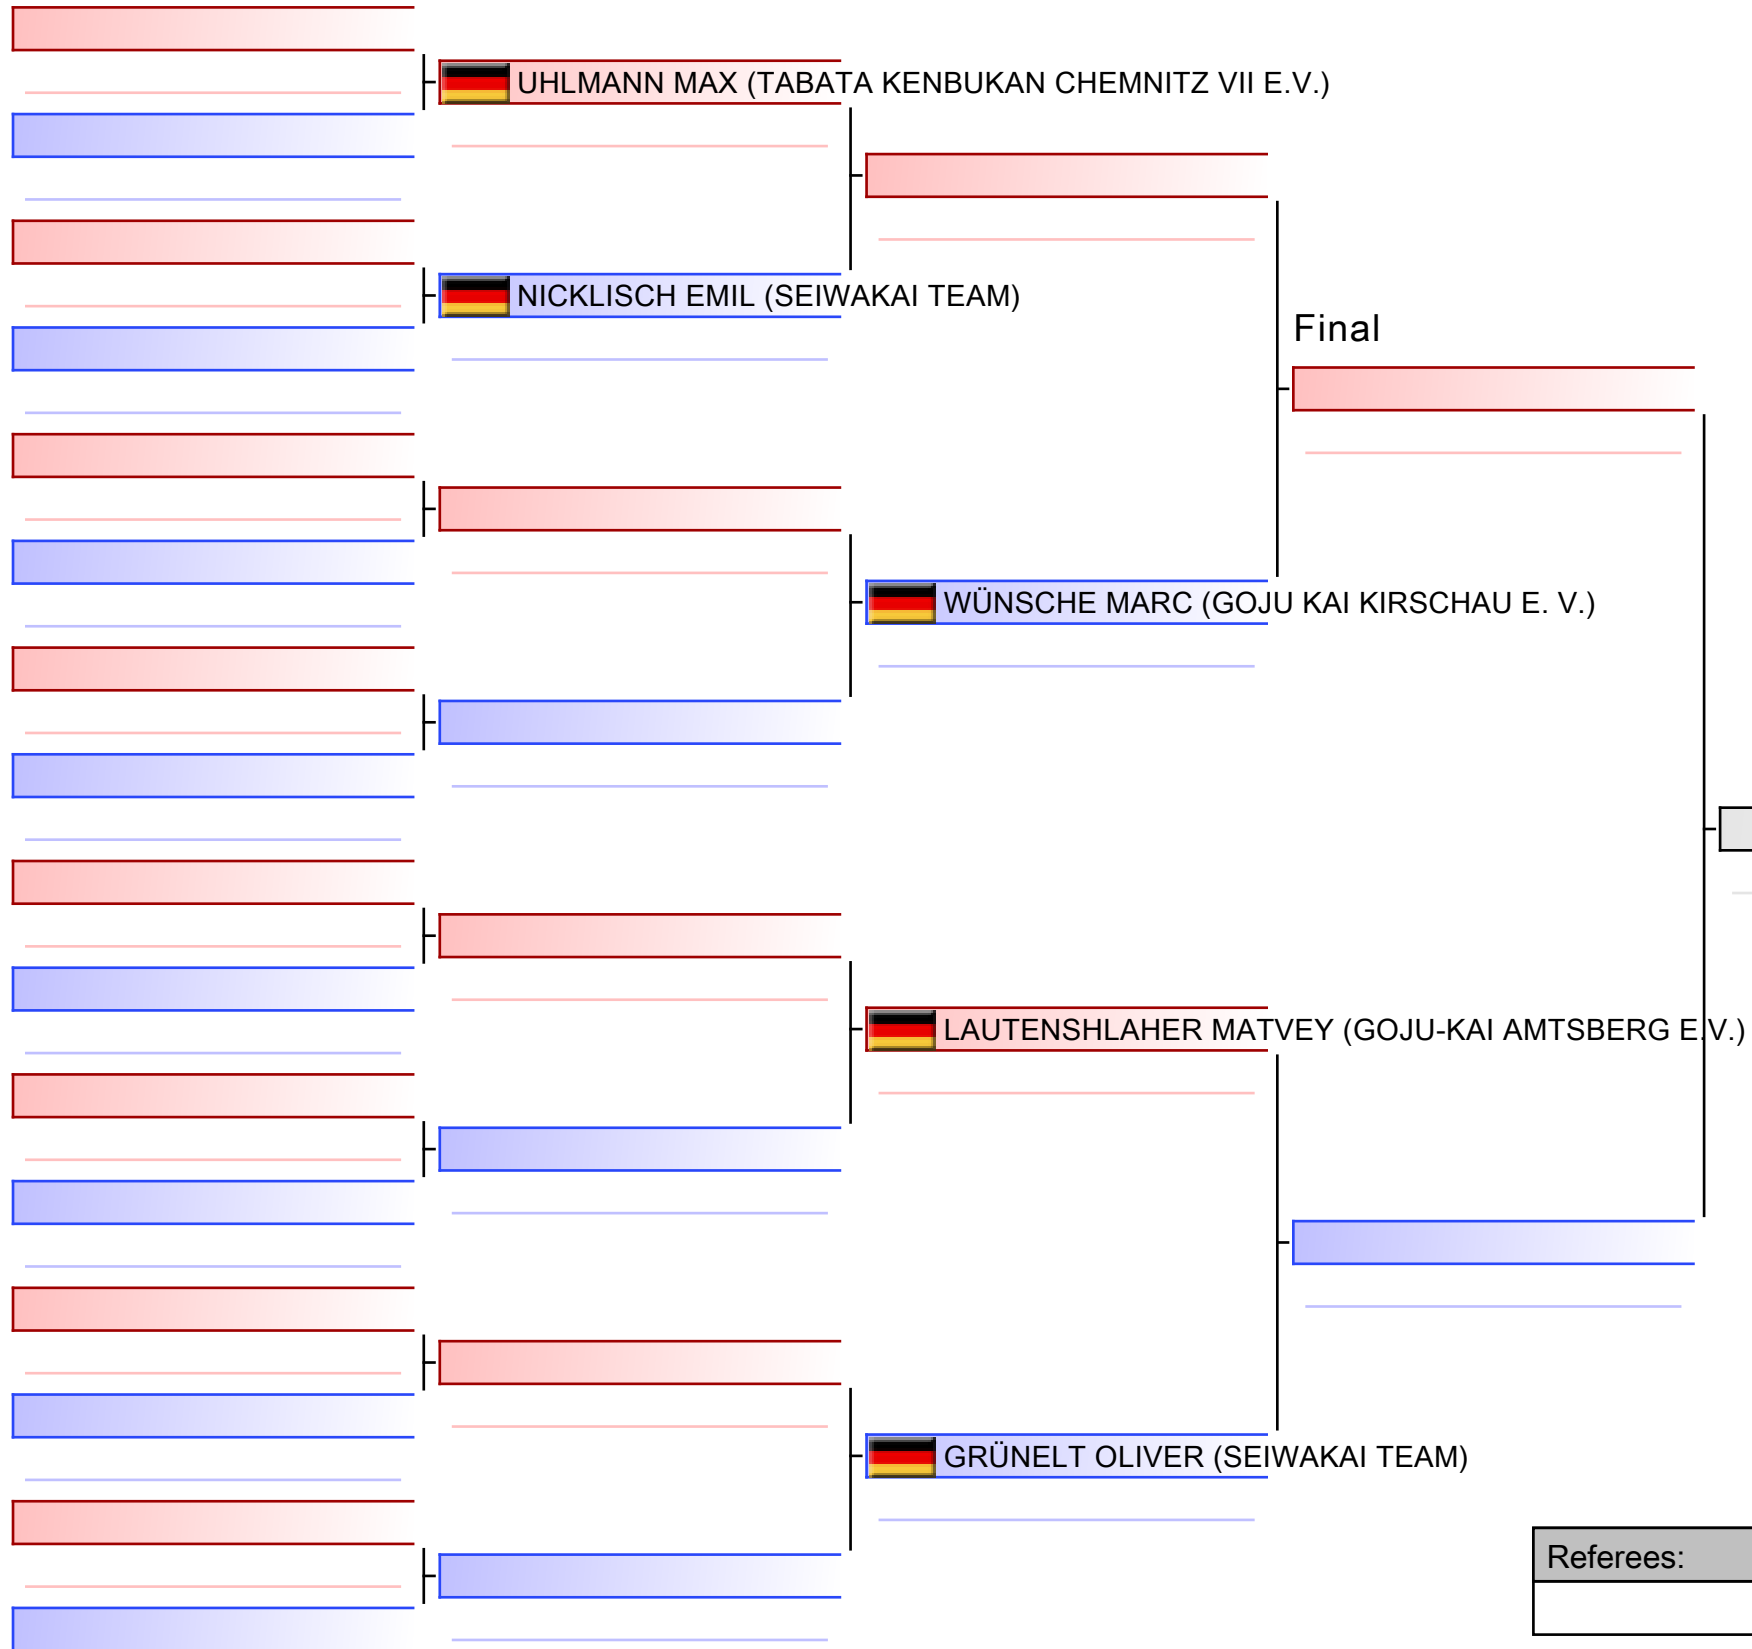 UHLMANN MAX (TABATA KENBUKAN CHEMNITZ VII E.V.)
NICKLISCH EMIL (SEIWAKAI TEAM)
Final
WÜNSCHE MARC (GOJU KAI KIRSCHAU E. V.)
LAUTENSHLAHER MATVEY (GOJU-KAI AMTSBERG E.V.)
GRÜNELT OLIVER (SEIWAKAI TEAM)
Referees: